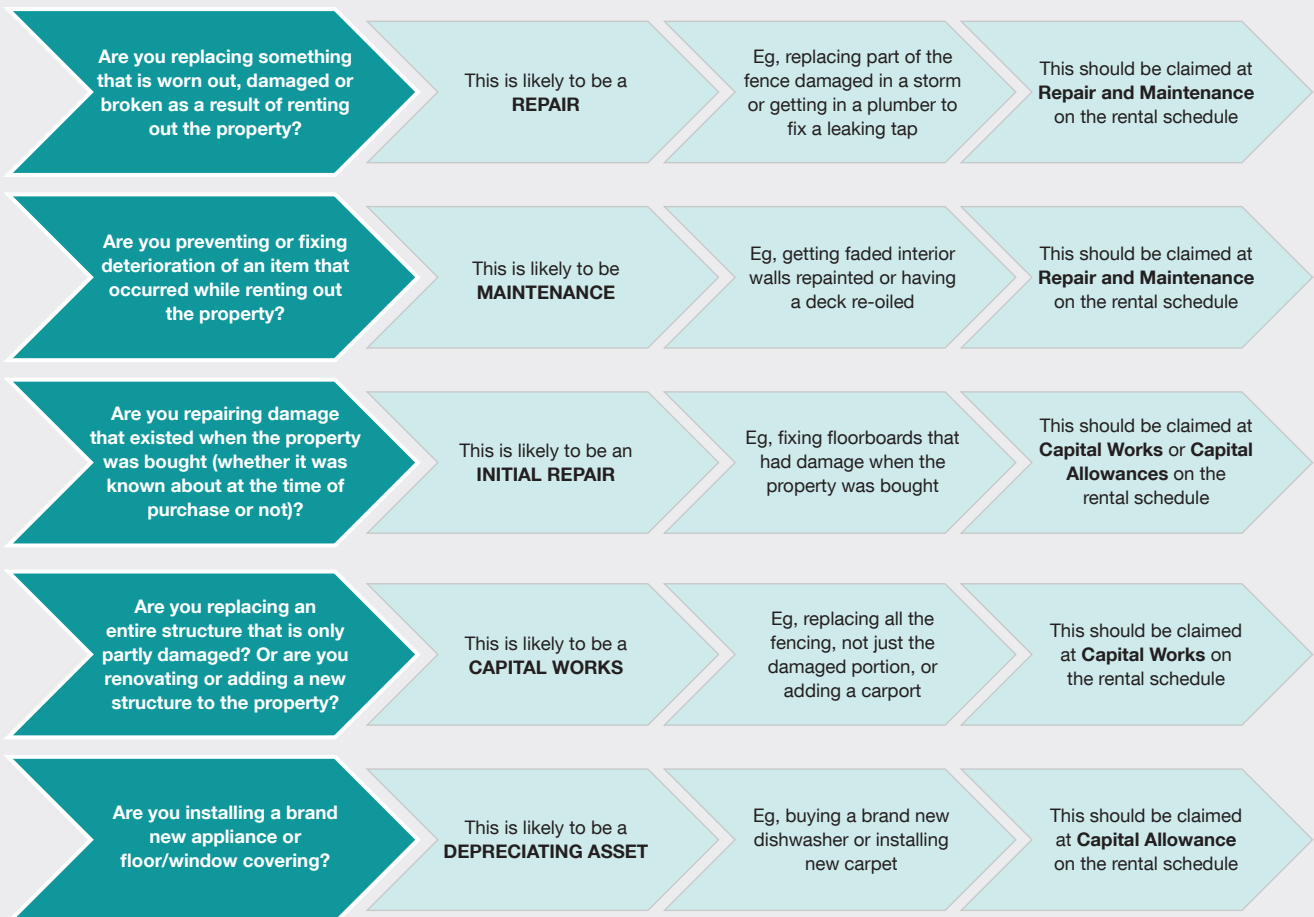 Are you replacing something
that is worn out, damaged or
broken as a result of renting
out the property?
This is likely to be a
REPAIR
Eg, replacing part of the
fence damaged in a storm
or getting in a plumber to
fix a leaking tap
This should be claimed at
Repair and Maintenance
on the rental schedule
Are you preventing or fixing
deterioration of an item that
occurred while renting out
the property?
This is likely to be
MAINTENANCE
Eg, getting faded interior
walls repainted or having
a deck re-oiled
This should be claimed at
Repair and Maintenance
on the rental schedule
Are you repairing damage
that existed when the property
was bought (whether it was
known about at the time of
purchase or not)?
This is likely to be an
INITIAL REPAIR
Eg, fixing floorboards that
had damage when the
property was bought
This should be claimed at
Capital Works or Capital
Allowances on the
rental schedule
Are you replacing an
entire structure that is only
partly damaged? Or are you
renovating or adding a new
structure to the property?
This is likely to be a
CAPITAL WORKS
Eg, replacing all the
fencing, not just the
damaged portion, or
adding a carport
This should be claimed
at Capital Works on
the rental schedule
Are you installing a brand
new appliance or
floor/window covering?
This is likely to be a
DEPRECIATING ASSET
Eg, buying a brand new
dishwasher or installing
new carpet
This should be claimed
at Capital Allowance
on the rental schedule